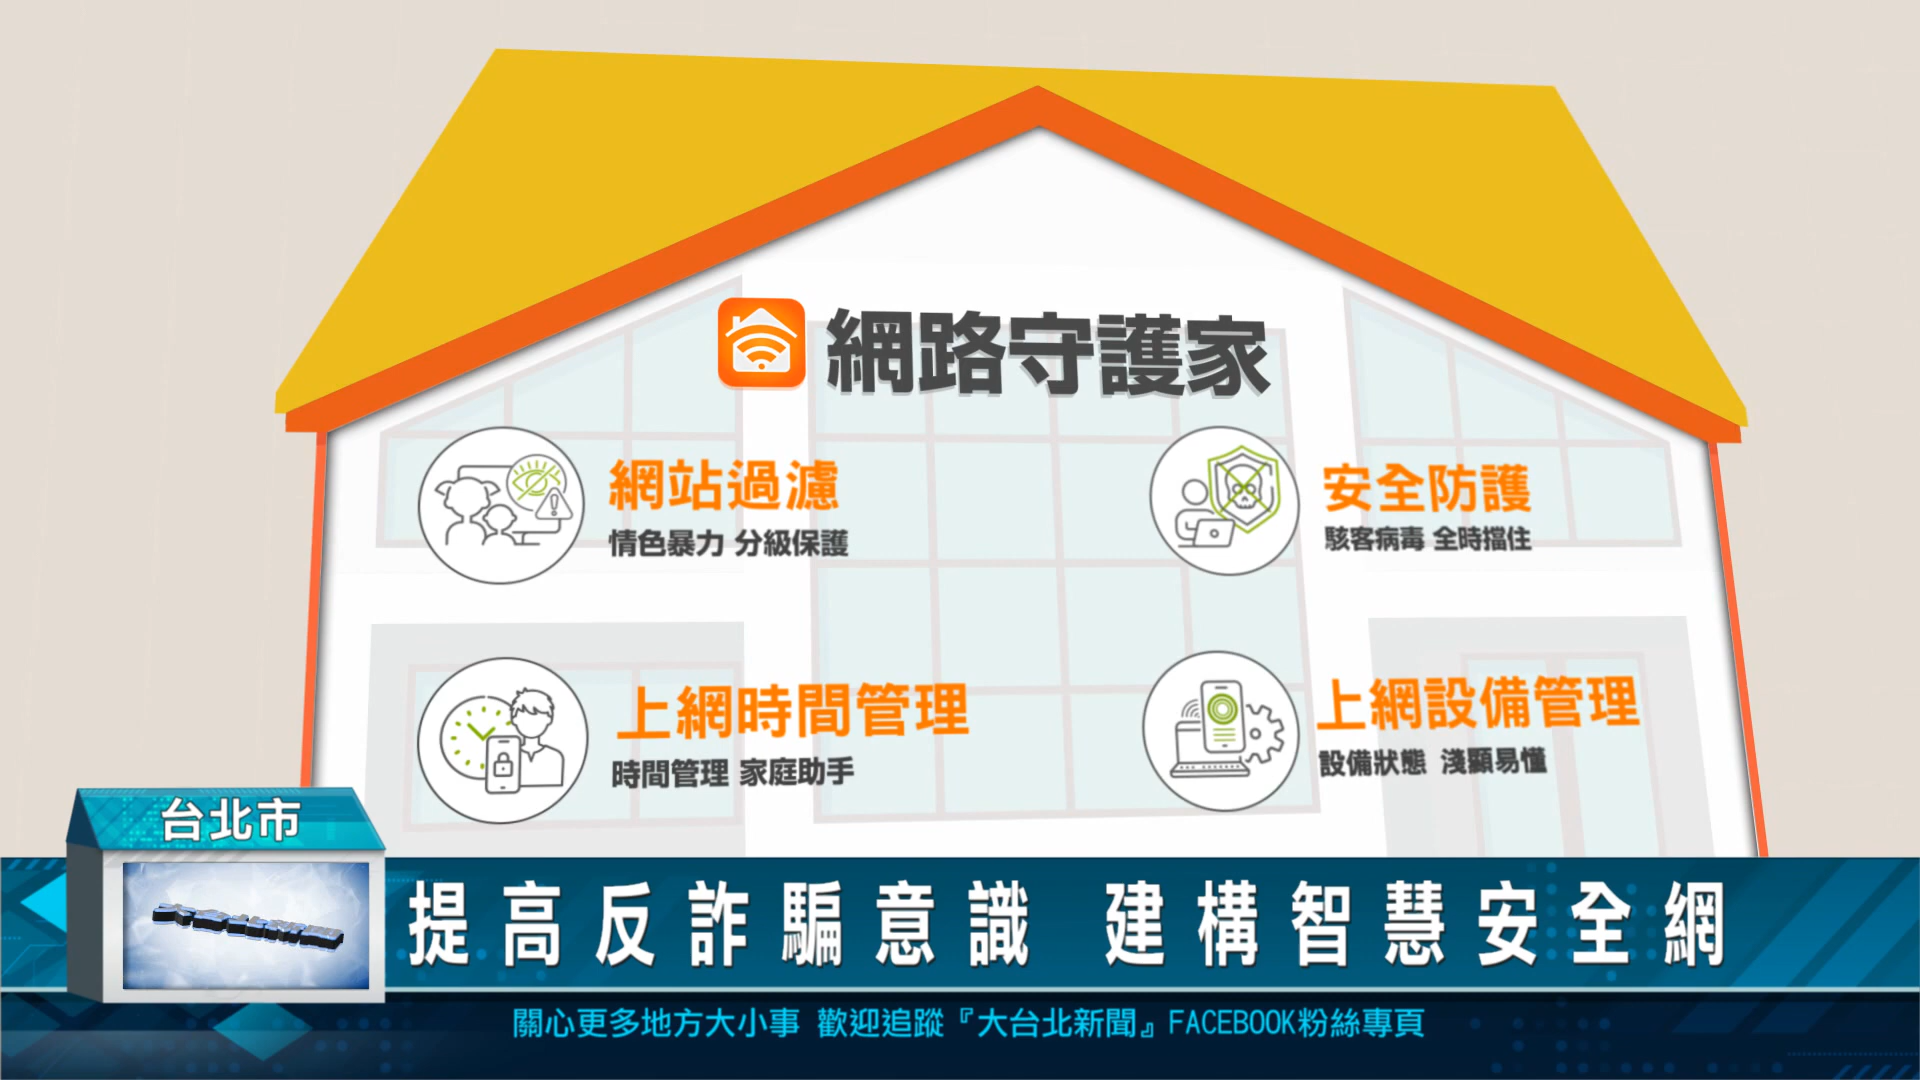 網路守護家
網站過濾
情色暴力 分級保護
安全防護
駭客病毒 全時擋住
上網時間管理
時間管理 家庭助手
上網設備管理
設備狀態 淺顯易懂
台北市
提高反詐騙意識 建構智慧安全網
關心更多地方大小事 歡迎追蹤『大台北新聞』FACEBOOK粉絲專頁